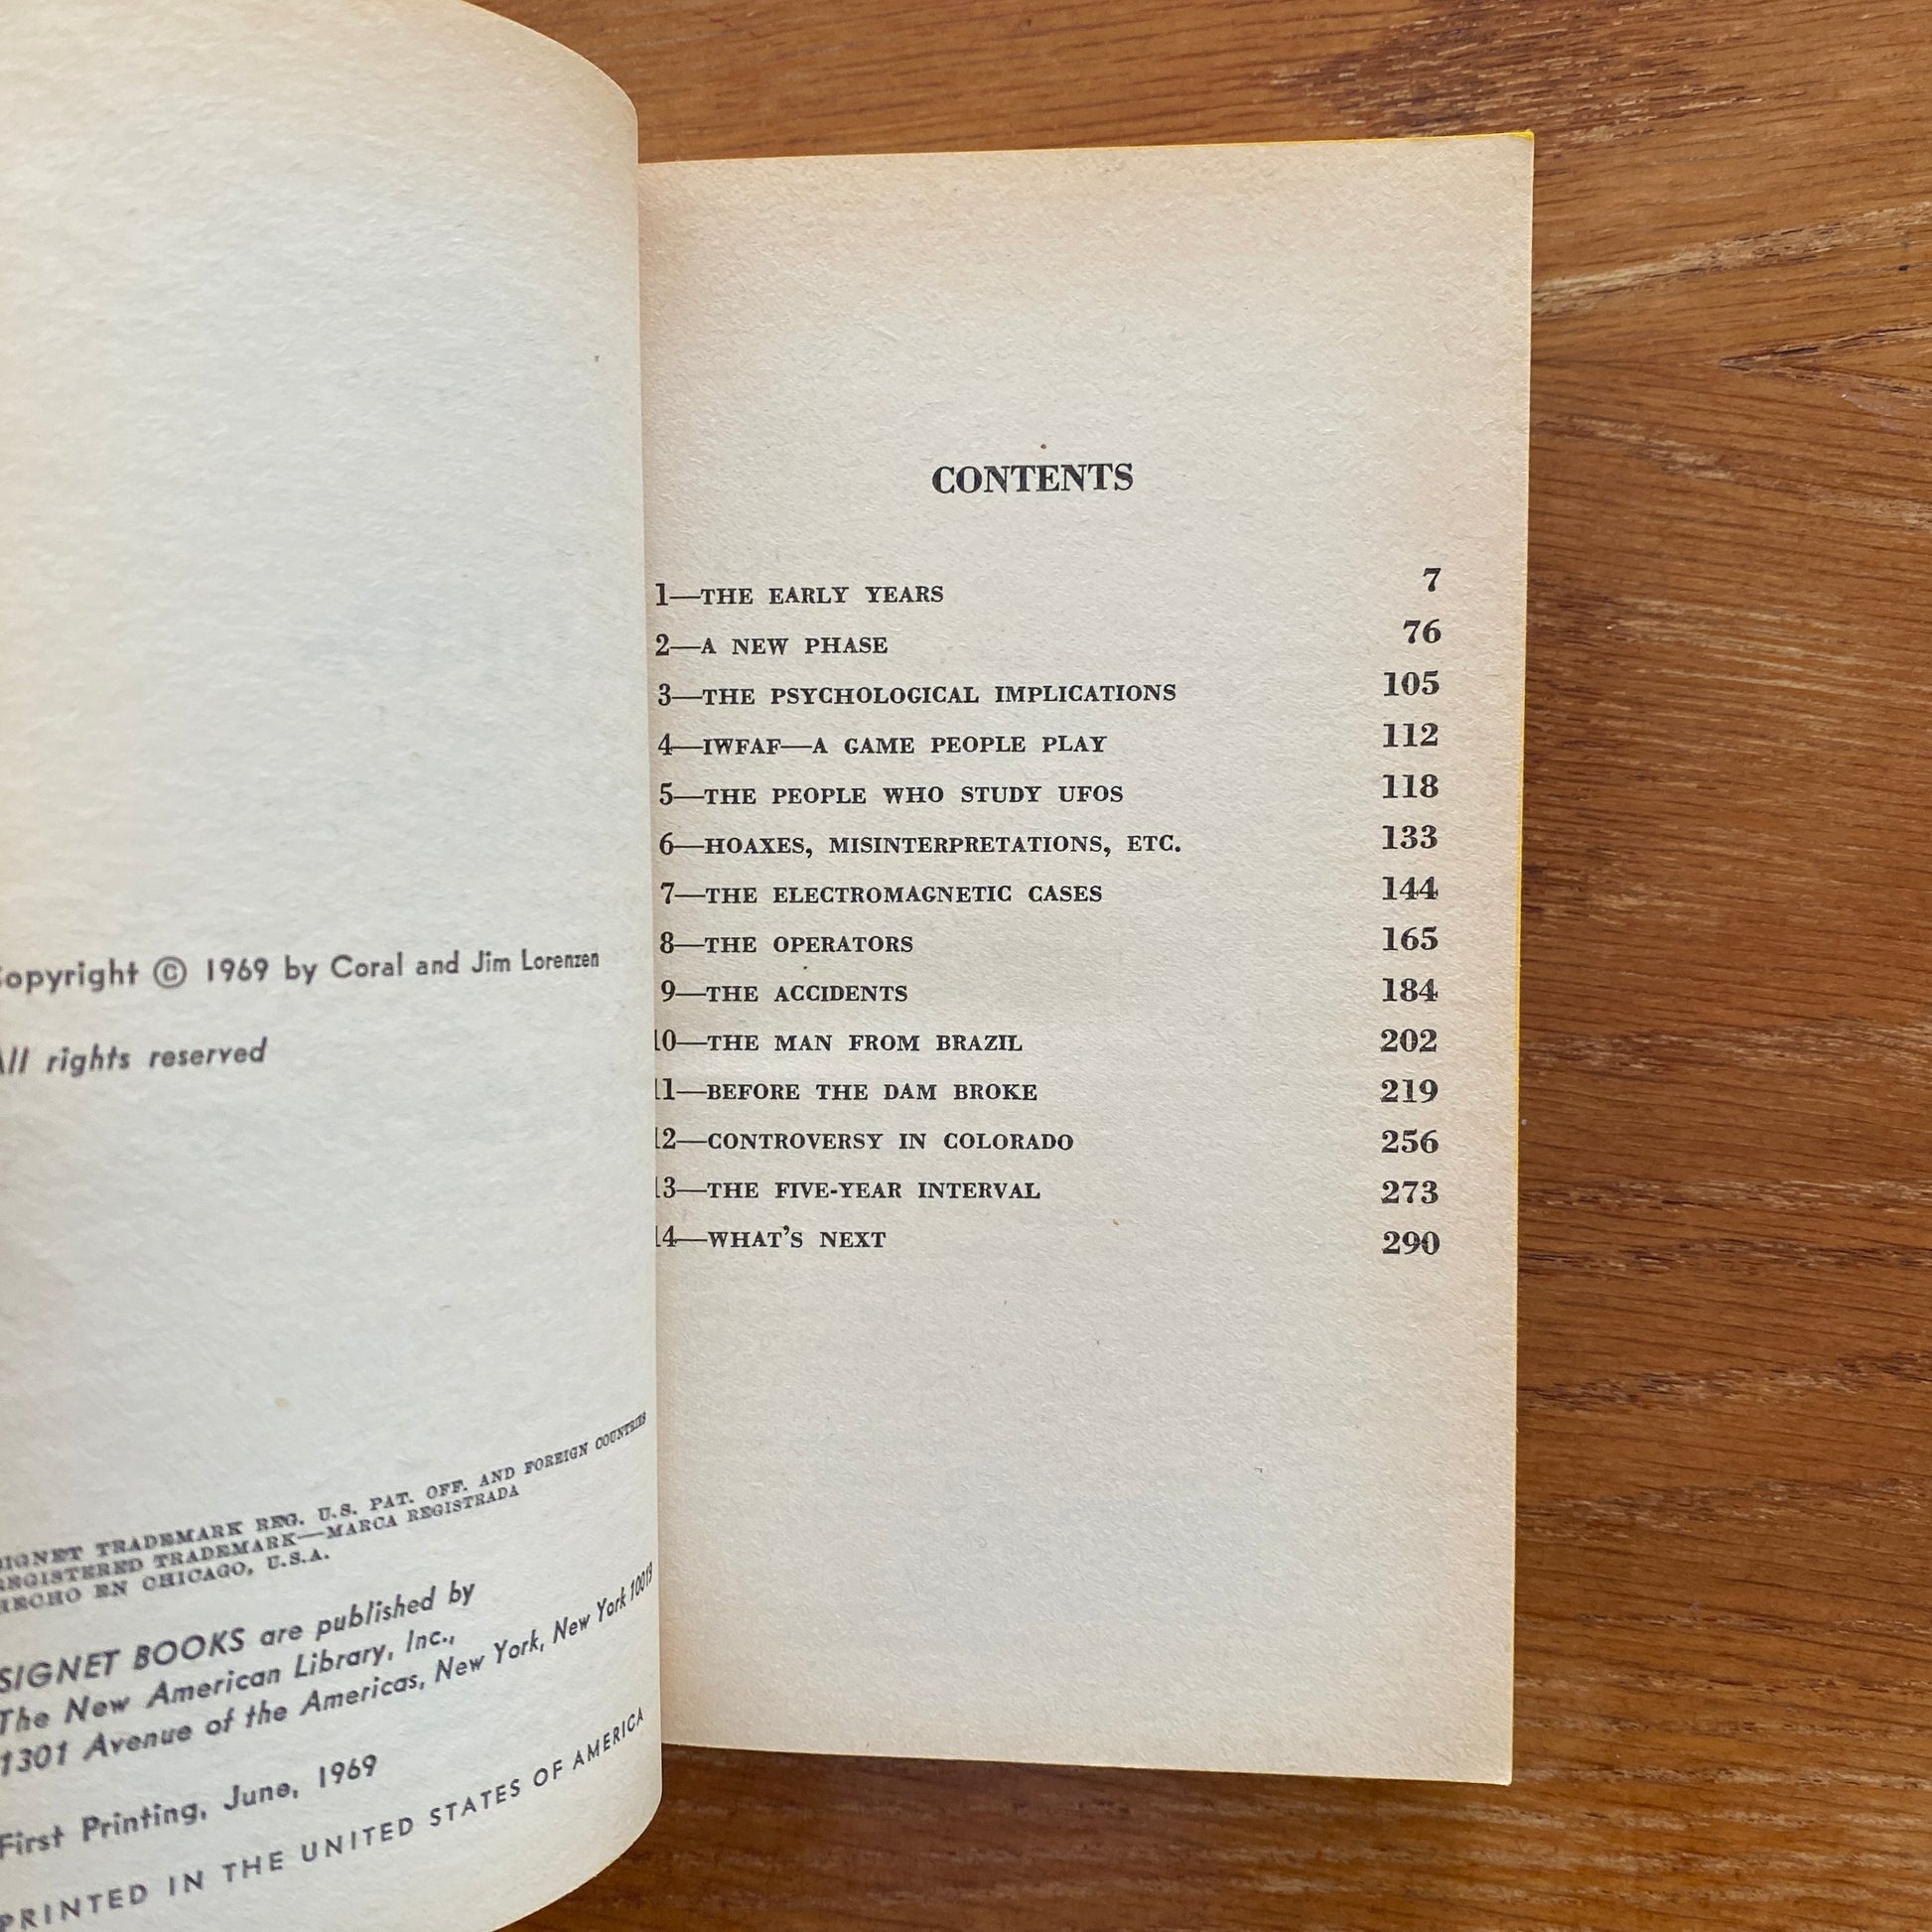 Copyright © 1969 by Coral and Jim Lorenzen
All rights reserved
SIGNET TRADEMARK REG. U.S. PAT. OFF. AND FOREIGN COUNTRIES
REGISTERED TRADEMARK—MARCA REGISTRADA
HECHO EN CHICAGO, U.S.A.
SIGNET BOOKS are published by
The New American Library, Inc.,
1301 Avenue of the Americas, New York, New York 10019
First Printing, June, 1969
PRINTED IN THE UNITED STATES OF AMERICA
CONTENTS
1—THE EARLY YEARS 7
2—A NEW PHASE 76
3—THE PSYCHOLOGICAL IMPLICATIONS 105
4—IWFAF—A GAME PEOPLE PLAY 112
5—THE PEOPLE WHO STUDY UFOS 118
6—HOAXES, MISINTERPRETATIONS, ETC. 133
7—THE ELECTROMAGNETIC CASES 144
8—THE OPERATORS 165
9—THE ACCIDENTS 184
10—THE MAN FROM BRAZIL 202
11—BEFORE THE DAM BROKE 219
12—CONTROVERSY IN COLORADO 256
13—THE FIVE-YEAR INTERVAL 273
14—WHAT'S NEXT 290